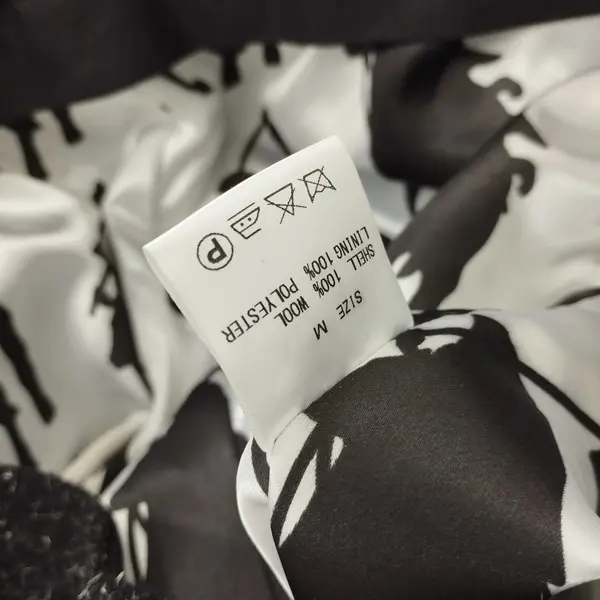 SIZE M
SHELL 100% WOOL
LINING 100% POLYESTER
P